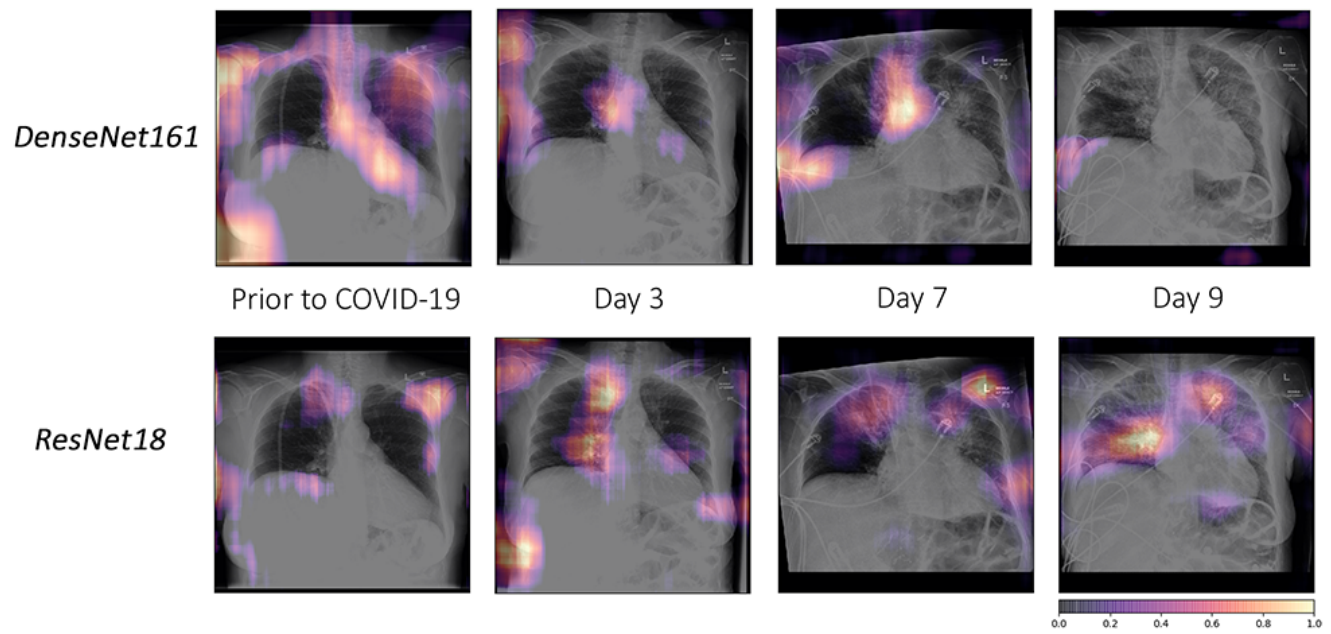 DenseNet161
Prior to COVID-19
Day 3
Day 7
Day 9
ResNet18
L
L
L
L
L
L
0.0 0.2 0.4 0.6 0.8 1.0